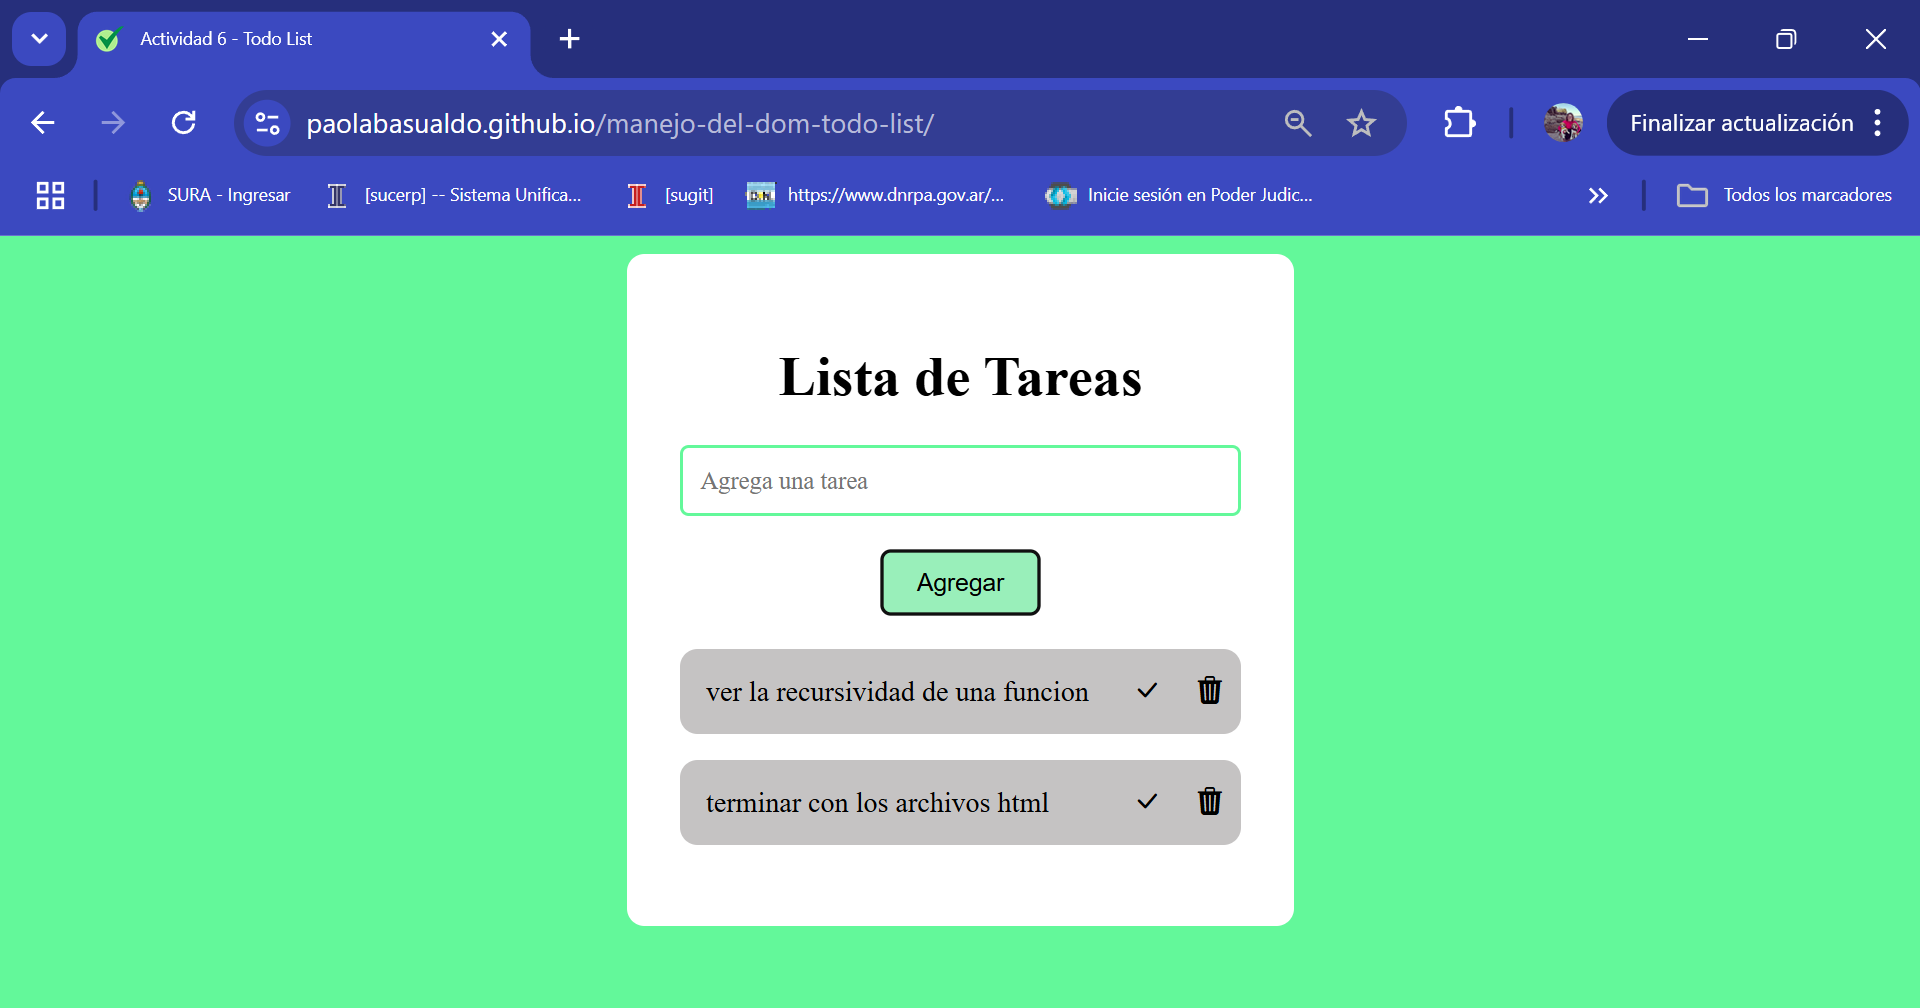 Actividad 6 - Todo List
paolabasualdo.github.io/manejo-del-dom-todo-list/
Finalizar actualización
SURA - Ingresar
[sucerp] -- Sistema Unifica...
[sugit]
https://www.dnrpa.gov.ar/...
Inicie sesión en Poder Judic...
Todos los marcadores
Lista de Tareas
Agrega una tarea
Agregar
ver la recursividad de una funcion
terminar con los archivos html